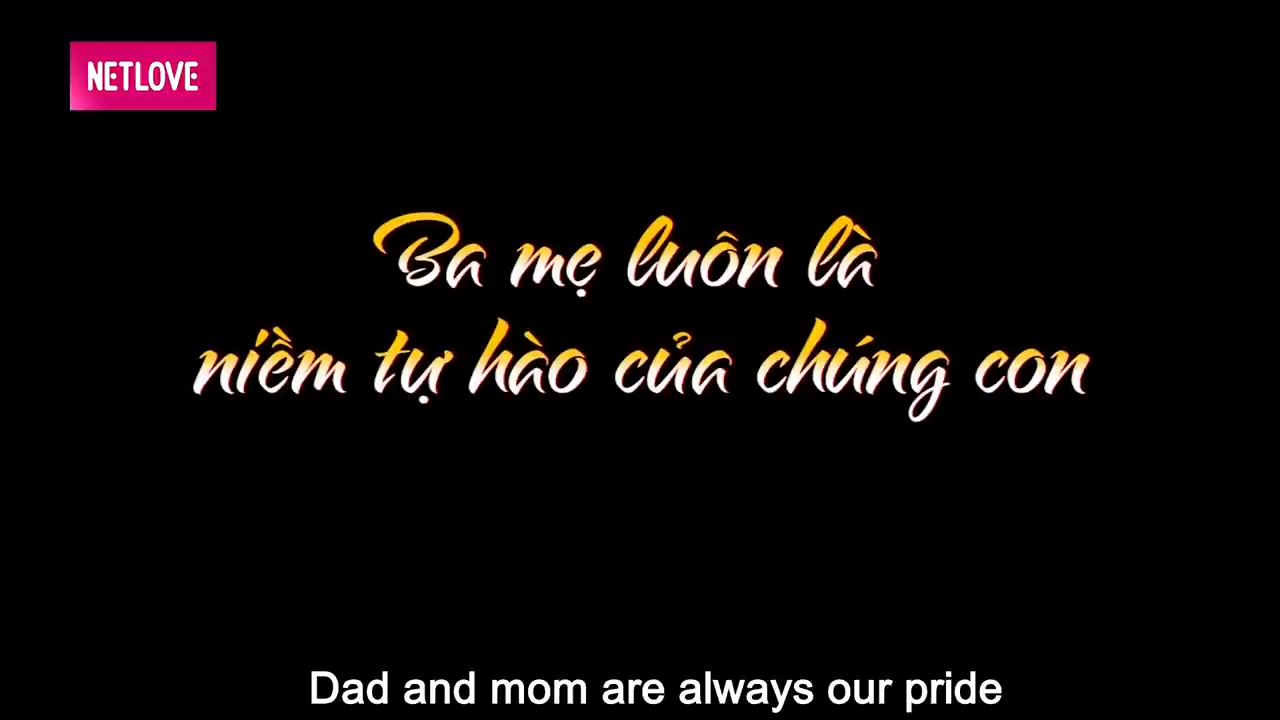 NETLOVE
Ba mẹ luôn là
niềm tự hào của chúng con
Dad and mom are always our pride